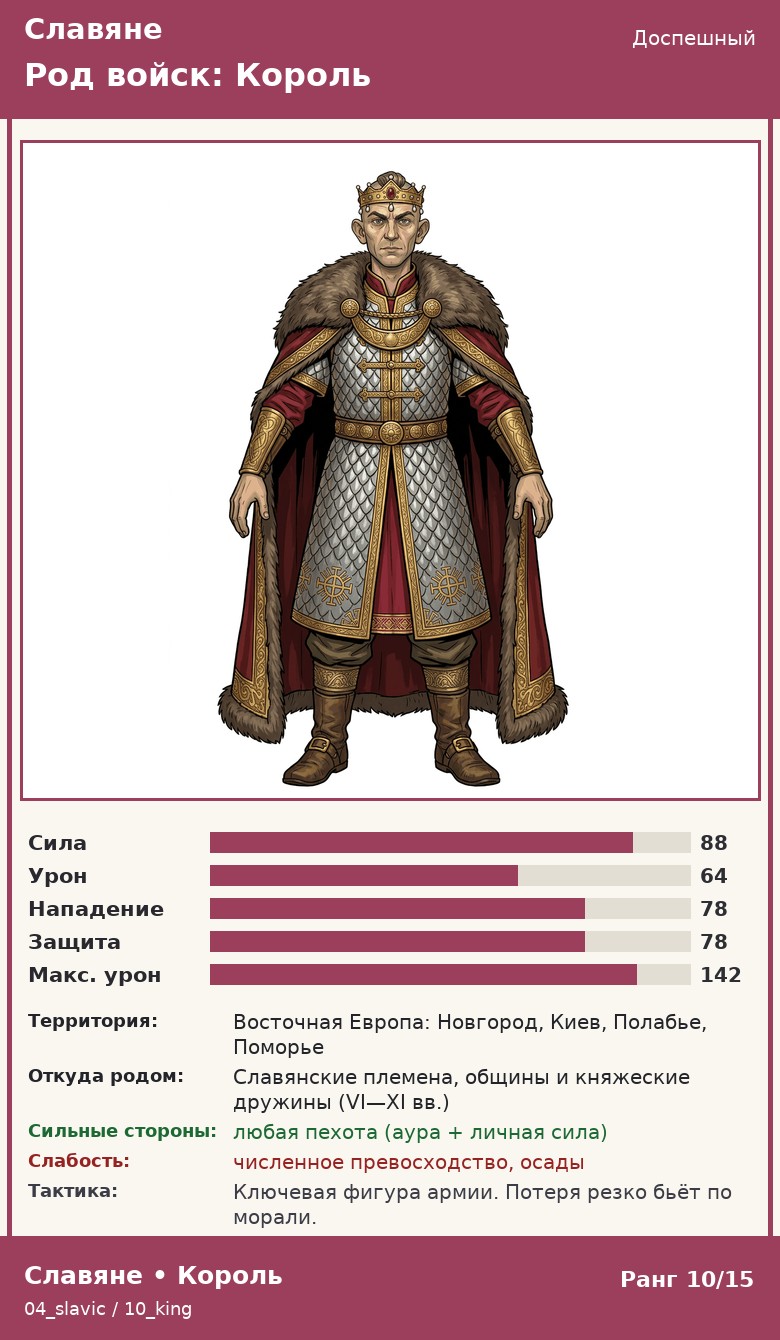 Славяне
Доспешный
Род войск: Король
Сила 88
Урон 64
Нападение 78
Защита 78
Макс. урон 142
Территория: Восточная Европа: Новгород, Киев, Полабье,
Поморье
Откуда родом: Славянские племена, общины и княжеские
дружины (VI—XI вв.)
Сильные стороны: любая пехота (аура + личная сила)
Слабость: численное превосходство, осады
Тактика: Ключевая фигура армии. Потеря резко бьёт по
морали.
Славяне • Король
Ранг 10/15
04_slavic / 10_king